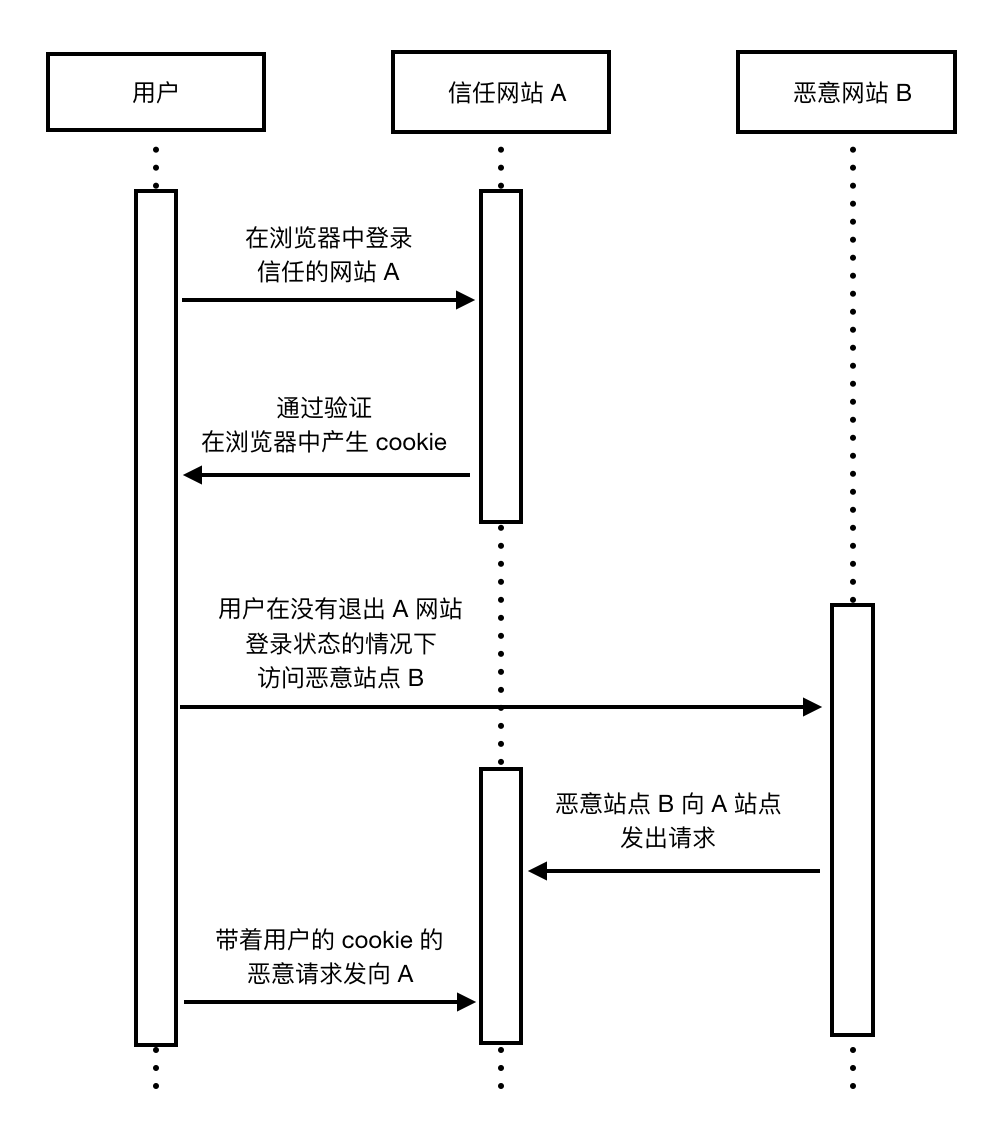 用户
信任网站 A
恶意网站 B
在浏览器中登录
信任的网站 A
通过验证
在浏览器中产生 cookie
用户在没有退出 A 网站
登录状态的情况下
访问恶意站点 B
恶意站点 B 向 A 站点
发出请求
带着用户的 cookie 的
恶意请求发向 A